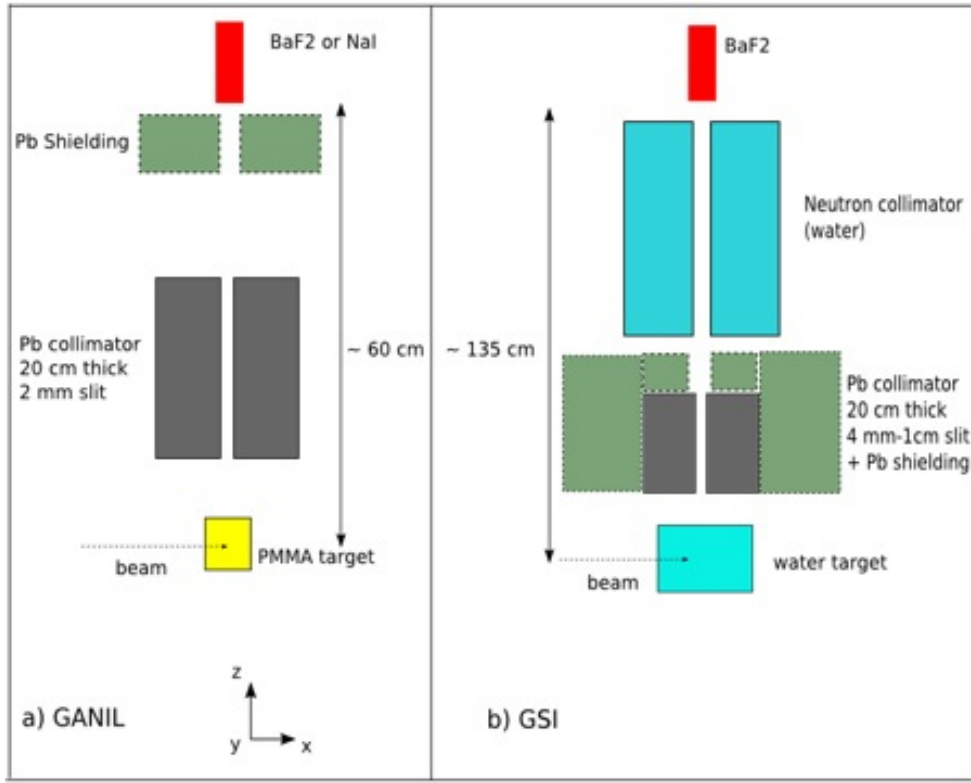 BaF2 or NaI
Pb Shielding
Pb collimator
20 cm thick
2 mm slit
~ 60 cm
PMMA target
beam
z
y
x
a) GANIL
BaF2
Neutron collimator
(water)
~ 135 cm
Pb collimator
20 cm thick
4 mm-1cm slit
+ Pb shielding
water target
beam
b) GSI